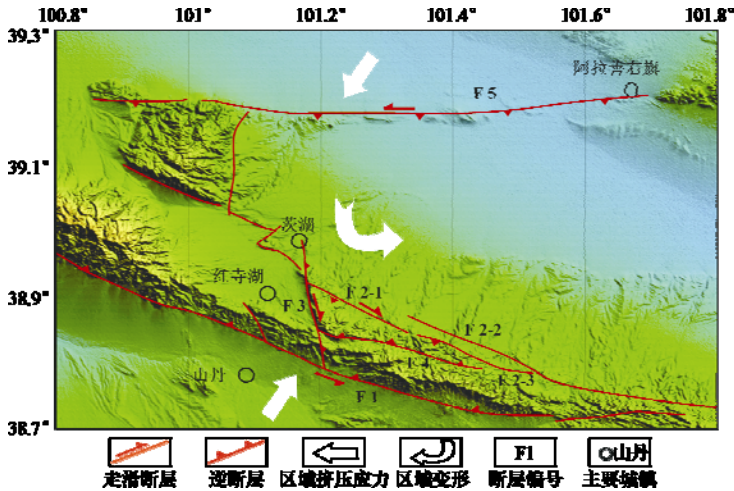 100.8° 101° 101.2° 101.4° 101.6° 101.8°
39.3°
阿拉善右旗
F5
39.1°
茨湖
红寺湖
38.9°
F3
F2-1
F2-2
F4
F2-3
山丹
F1
38.7°
F1
山丹
走滑断层 逆断层 区域挤压应力 区域变形 断层编号 主要城镇